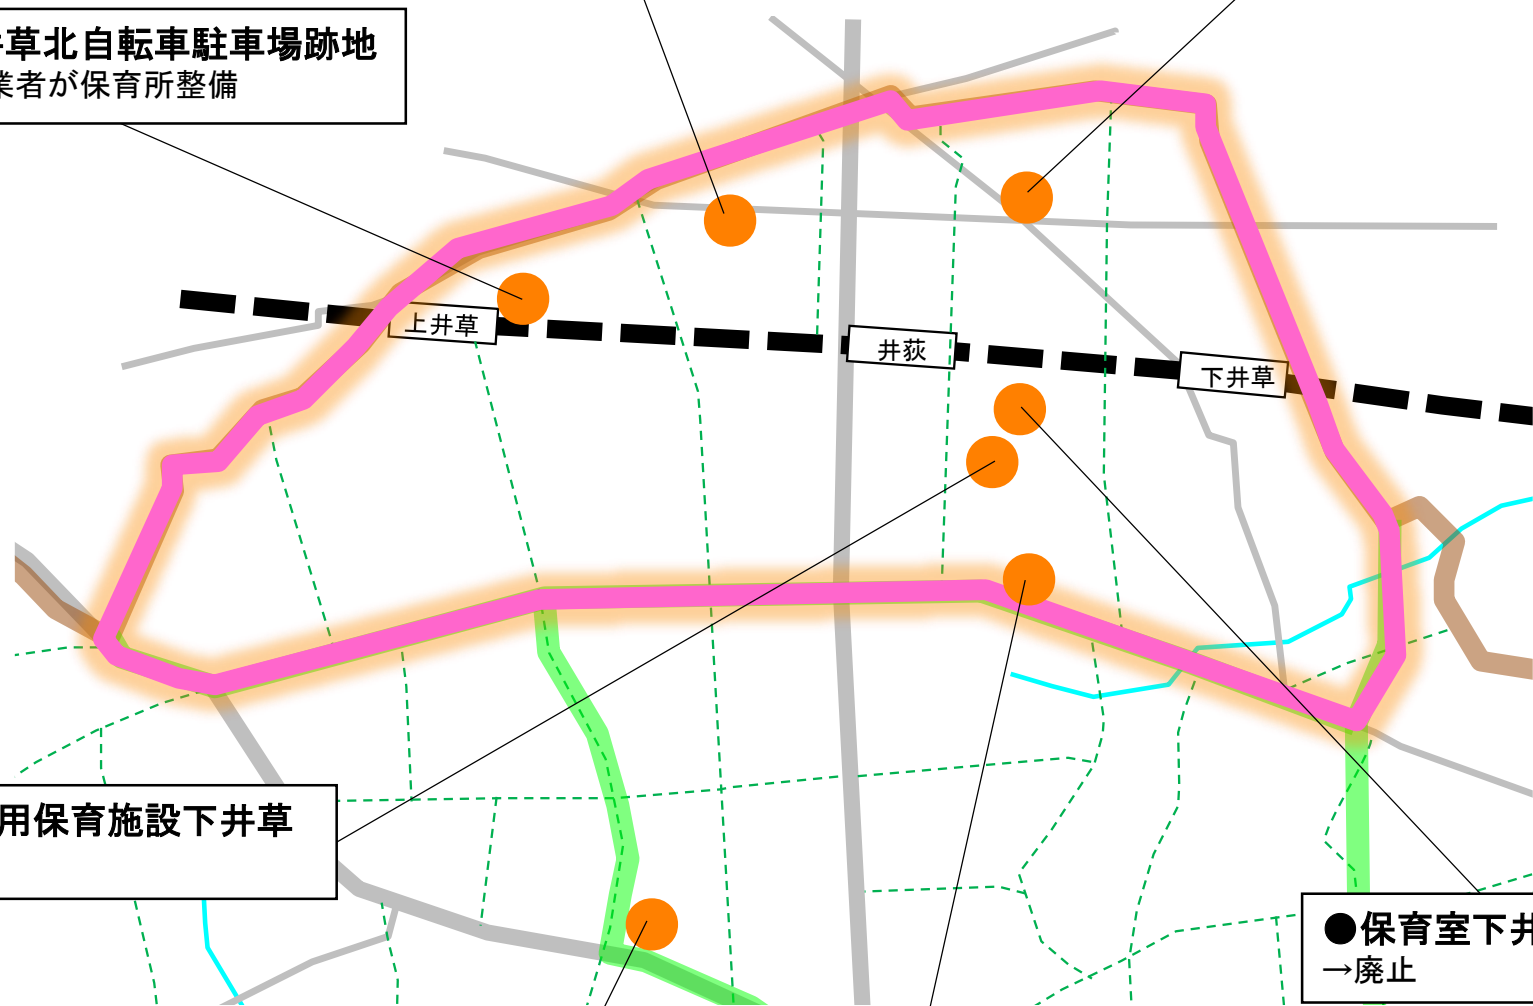 草北自転車駐車場跡地
業者が保育所整備
上井草
井荻
下井草
用保育施設下井草
●保育室下井
→廃止